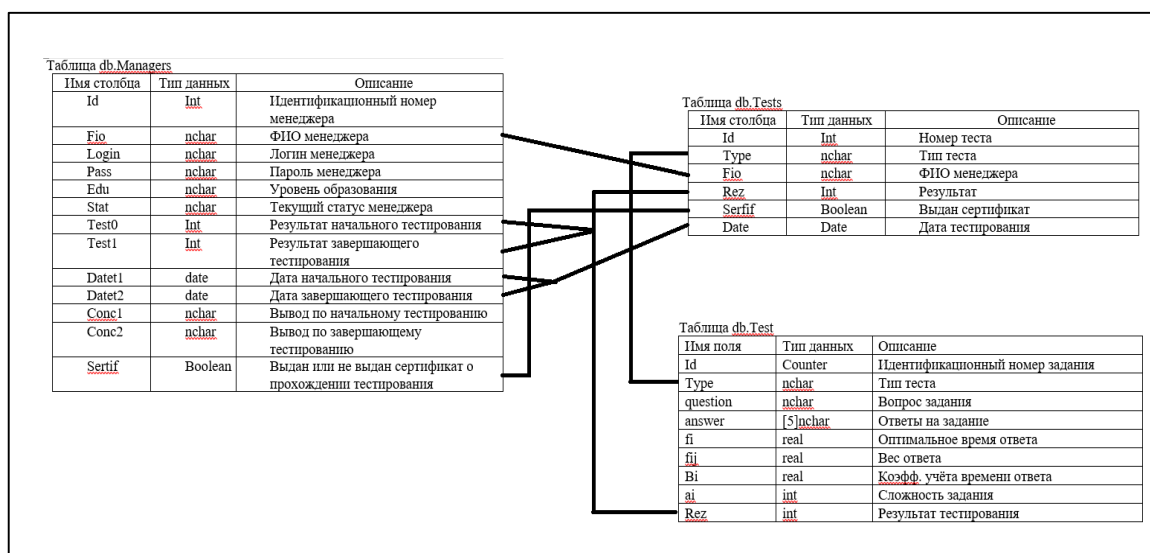 Таблица db.Managers
Имя столбца Тип данных Описание
Id Int Идентификационный номер
менеджера
Fio nchar ФИО менеджера
Login nchar Логин менеджера
Pass nchar Пароль менеджера
Edu nchar Уровень образования
Stat nchar Текущий статус менеджера
Test0 Int Результат начального тестирования
Test1 Int Результат завершающего
тестирования
Datet1 date Дата начального тестирования
Datet2 date Дата завершающего тестирования
Conc1 nchar Вывод по начальному тестированию
Conc2 nchar Вывод по завершающему
тестированию
Sertif Boolean Выдан или не выдан сертификат о
прохождении тестирования
Таблица db.Tests
Имя столбца Тип данных Описание
Id Int Номер теста
Type nchar Тип теста
Fio nchar ФИО менеджера
Rez Int Результат
Serfif Boolean Выдан сертификат
Date Date Дата тестирования
Таблица db.Test
Имя поля Тип данных Описание
Id Counter Идентификационный номер задания
Type nchar Тип теста
question nchar Вопрос задания
answer [5]nchar Ответы на задание
fi real Оптимальное время ответа
fij real Вес ответа
Bi real Коэфф. учёта времени ответа
ai int Сложность задания
Rez int Результат тестирования